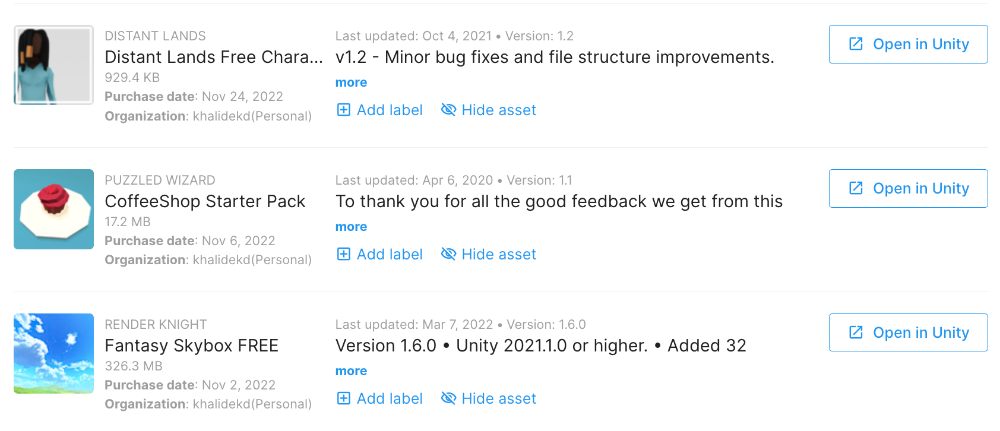 DISTANT LANDS
Distant Lands Free Chara...
929.4 KB
Purchase date: Nov 24, 2022
Organization: khalidekd(Personal)
Last updated: Oct 4, 2021 • Version: 1.2
v1.2 - Minor bug fixes and file structure improvements.
more
Add label Hide asset
Open in Unity
PUZZLED WIZARD
CoffeeShop Starter Pack
17.2 MB
Purchase date: Nov 6, 2022
Organization: khalidekd(Personal)
Last updated: Apr 6, 2020 • Version: 1.1
To thank you for all the good feedback we get from this
more
Add label Hide asset
Open in Unity
RENDER KNIGHT
Fantasy Skybox FREE
326.3 MB
Purchase date: Nov 2, 2022
Organization: khalidekd(Personal)
Last updated: Mar 7, 2022 • Version: 1.6.0
Version 1.6.0 • Unity 2021.1.0 or higher. • Added 32
more
Add label Hide asset
Open in Unity